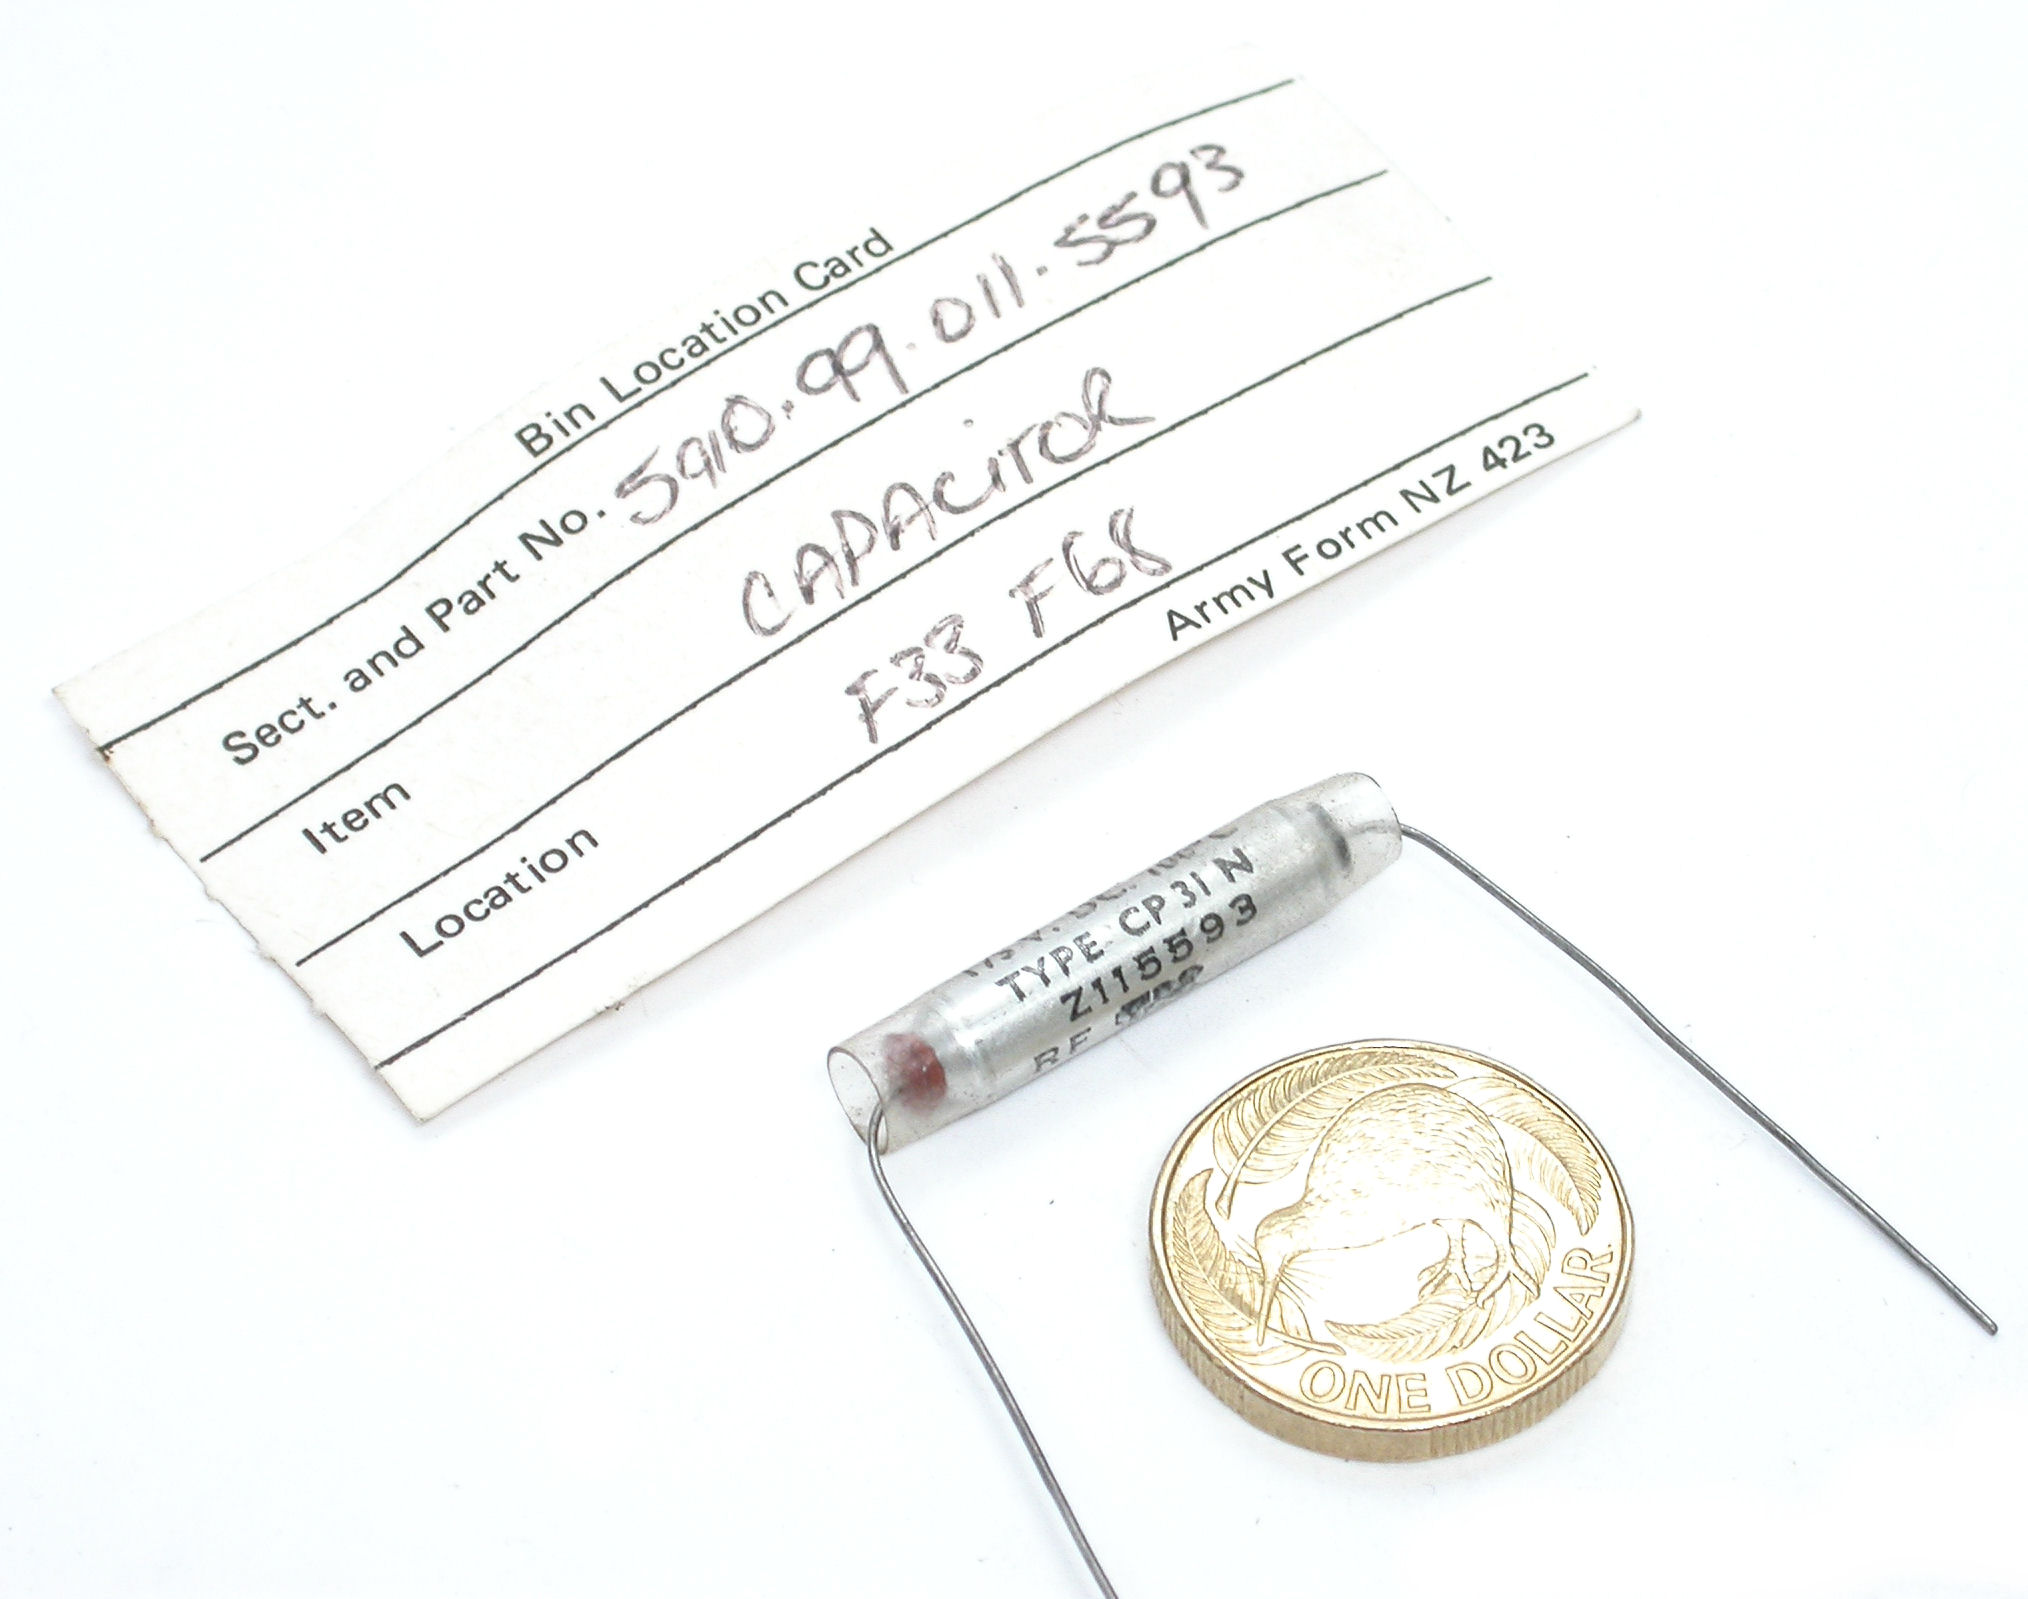 Bin Location Card
Sect. and Part No. 5910.99.011.5593
Item CAPACITOR
Location F33 F68
Army Form NZ 423
TYPE CP31N
Z115593
ONE DOLLAR